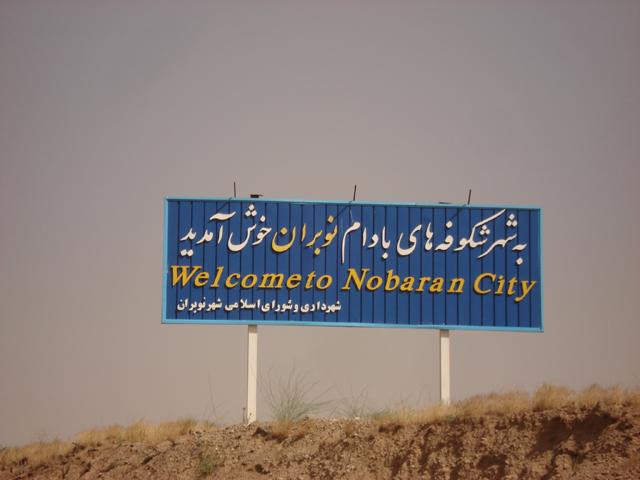 به شهر شکوفه های بادام نوبران خوش آمدید
Welcome to Nobaran City
شهرداری و شورای اسلامی شهر نوبران